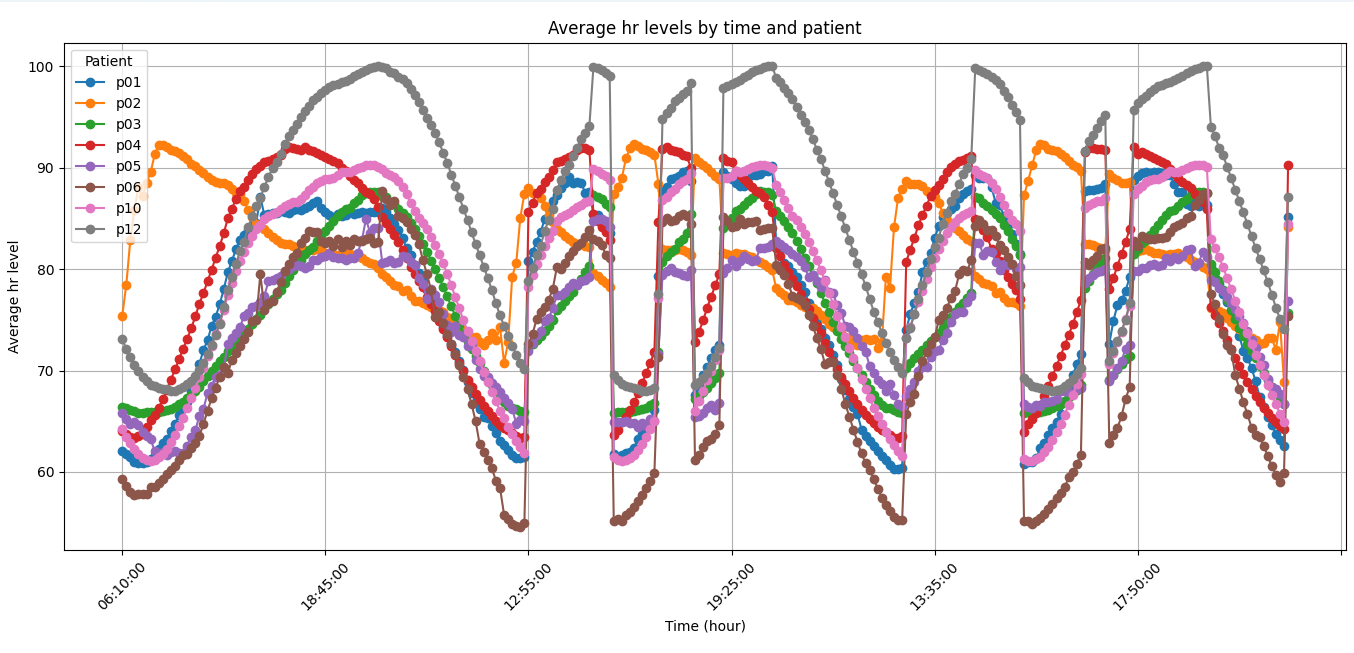 Average hr levels by time and patient
Patient
p01
p02
p03
p04
p05
p06
p10
p12
Average hr level
100
90
80
70
60
06:10:00
18:45:00
12:55:00
19:25:00
13:35:00
17:50:00
Time (hour)